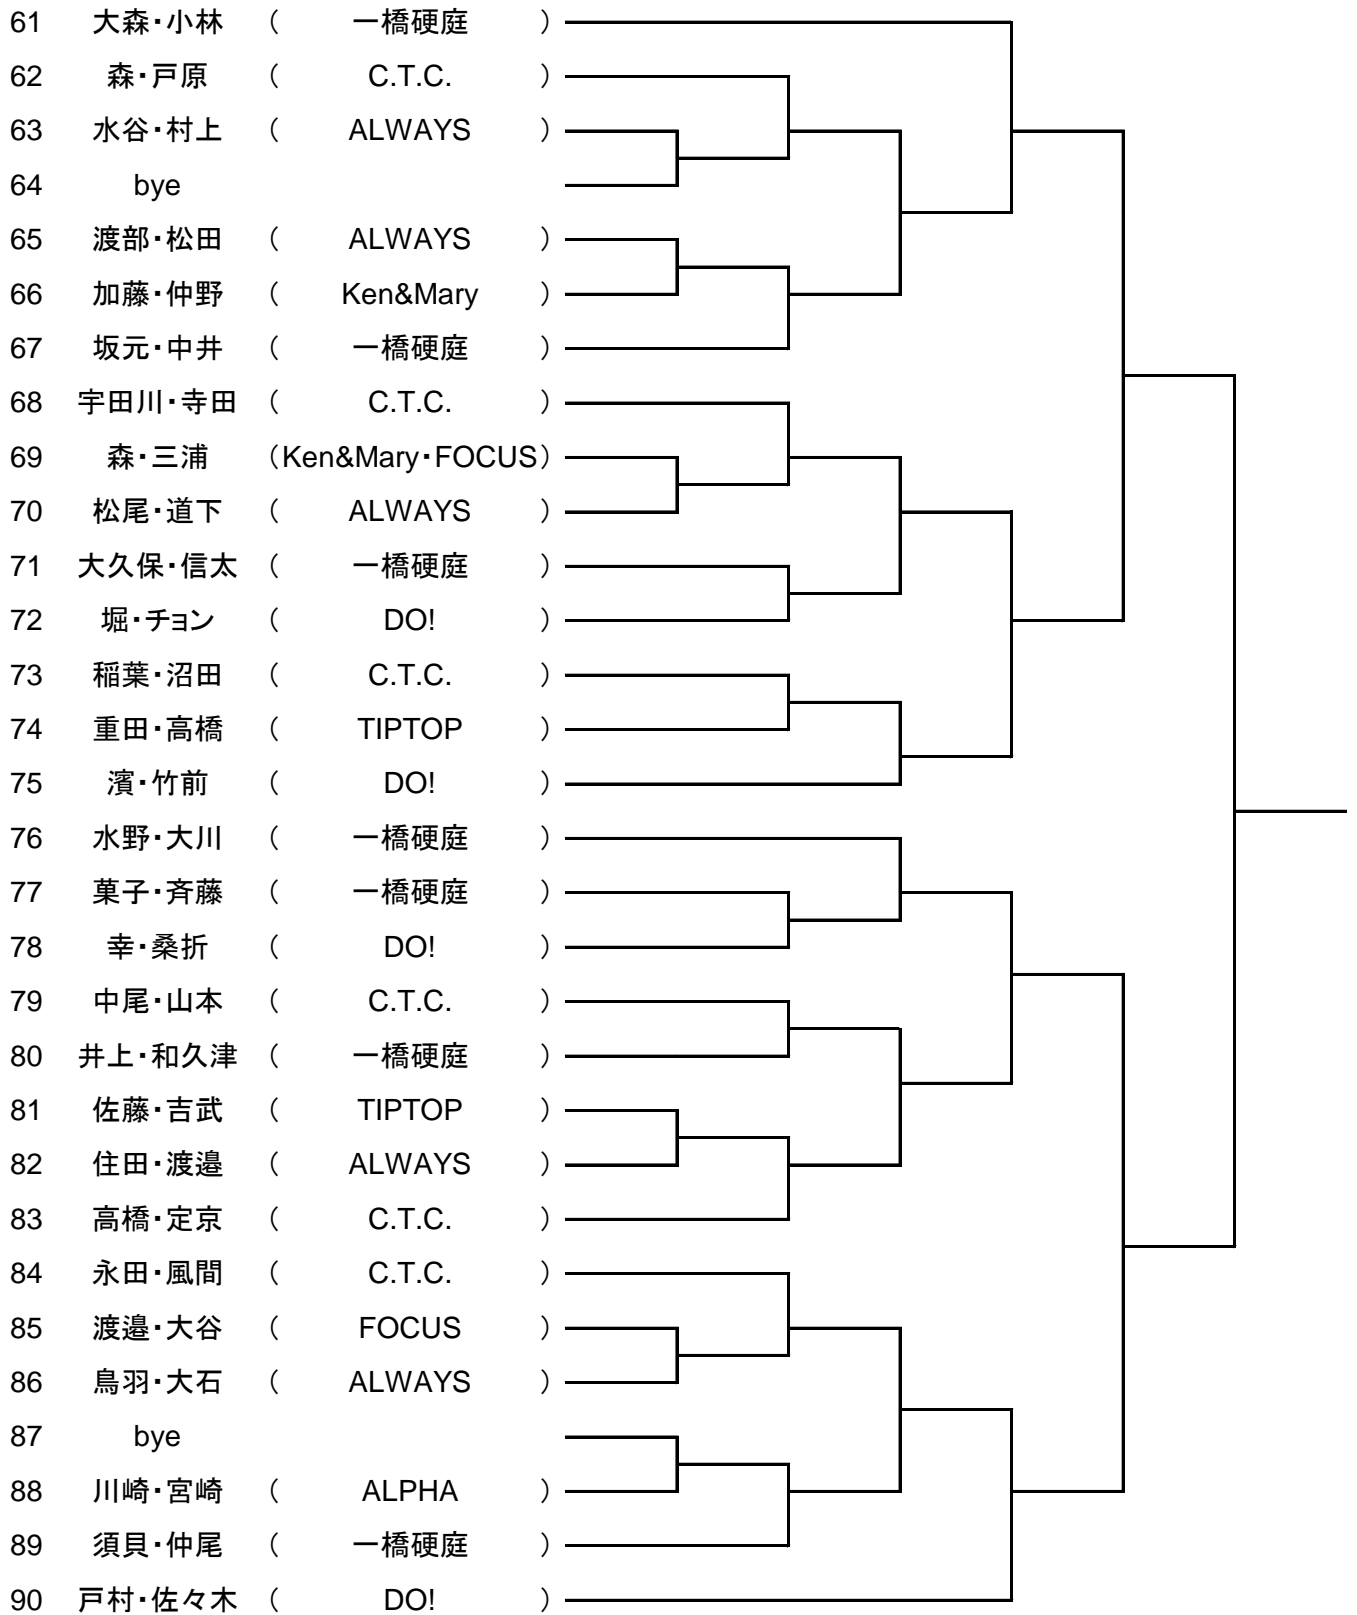 61 大森・小林 ( 一橋硬庭 )
62 森・戸原 ( C.T.C. )
63 水谷・村上 ( ALWAYS )
64 bye
65 渡部・松田 ( ALWAYS )
66 加藤・仲野 ( Ken&Mary )
67 坂元・中井 ( 一橋硬庭 )
68 宇田川・寺田 ( C.T.C. )
69 森・三浦 (Ken&Mary・FOCUS)
70 松尾・道下 ( ALWAYS )
71 大久保・信太 ( 一橋硬庭 )
72 堀・チョン ( DO! )
73 稲葉・沼田 ( C.T.C. )
74 重田・高橋 ( TIPTOP )
75 濱・竹前 ( DO! )
76 水野・大川 ( 一橋硬庭 )
77 菓子・斉藤 ( 一橋硬庭 )
78 幸・桑折 ( DO! )
79 中尾・山本 ( C.T.C. )
80 井上・和久津 ( 一橋硬庭 )
81 佐藤・吉武 ( TIPTOP )
82 住田・渡邉 ( ALWAYS )
83 高橋・定京 ( C.T.C. )
84 永田・風間 ( C.T.C. )
85 渡邉・大谷 ( FOCUS )
86 鳥羽・大石 ( ALWAYS )
87 bye
88 川崎・宮崎 ( ALPHA )
89 須貝・仲尾 ( 一橋硬庭 )
90 戸村・佐々木 ( DO! )